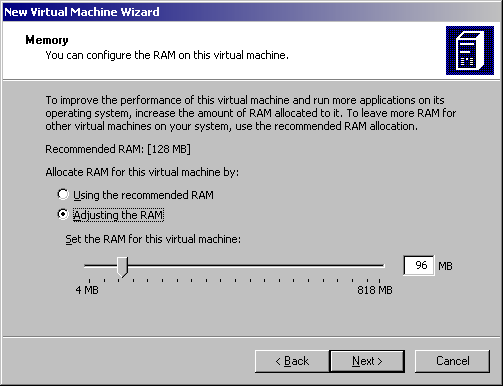 New Virtual Machine Wizard
Memory
You can configure the RAM on this virtual machine.
To improve the performance of this virtual machine and run more applications on its
operating system, increase the amount of RAM allocated to it. To leave more RAM for
other virtual machines on your system, use the recommended RAM allocation.
Recommended RAM: [128 MB]
Allocate RAM for this virtual machine by:
Using the recommended RAM
Adjusting the RAM
Set the RAM for this virtual machine:
96 MB
4 MB 818 MB
< Back Next > Cancel